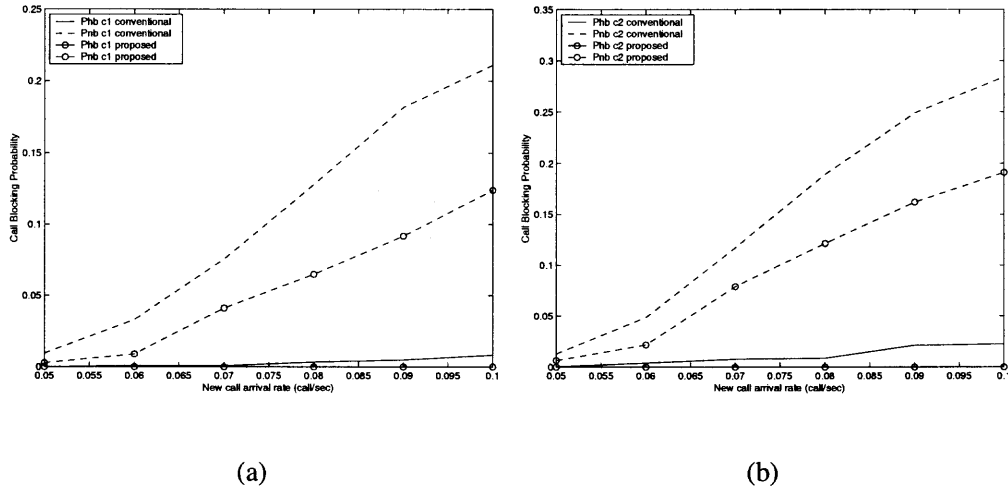 0.25
0.2
0.15
0.1
0.05
0
Call Blocking Probability
Phb c1 conventional
Pnb c1 conventional
Phb c1 proposed
Pnb c1 proposed
0.05 0.055 0.06 0.065 0.07 0.075 0.08 0.085 0.09 0.095 0.1
New call arrival rate (call/sec)
(a)
0.35
0.3
0.25
0.2
0.15
0.1
0.05
0
Call Blocking Probability
Phb c2 conventional
Pnb c2 conventional
Phb c2 proposed
Pnb c2 proposed
0.05 0.055 0.06 0.065 0.07 0.075 0.08 0.085 0.09 0.095 0.1
New call arrival rate (call/sec)
(b)